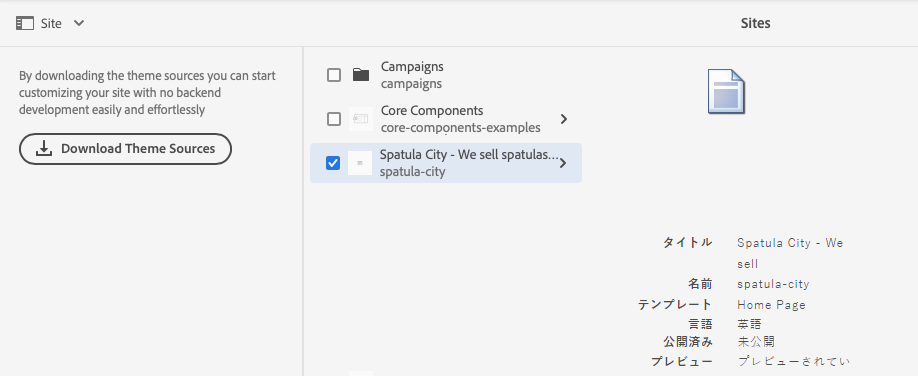 Site
Sites
By downloading the theme sources you can start
customizing your site with no backend
development easily and effortlessly
Download Theme Sources
Campaigns
campaigns
Core Components
core-components-examples
Spatula City - We sell spatulas...
spatula-city
タイトル Spatula City - We
sell
名前 spatula-city
テンプレート Home Page
言語 英語
公開済み 未公開
プレビュー プレビューされてい